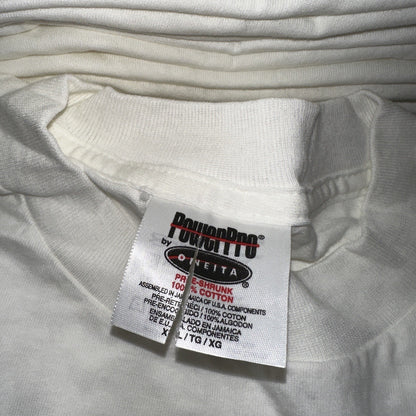 POWERPRO
by
ONEITA
PRE-SHRUNK
100% COTTON
ASSEMBLED IN JAMAICA of U.S.A. COMPONENTS
PRE-RETRECI / 100% COTTON
PRE-ENCOGIDO / 100% ALGODON
ENSAMBLADO EN JAMAICA
DE E.U.A. COMPONENTES
/ TG / XG